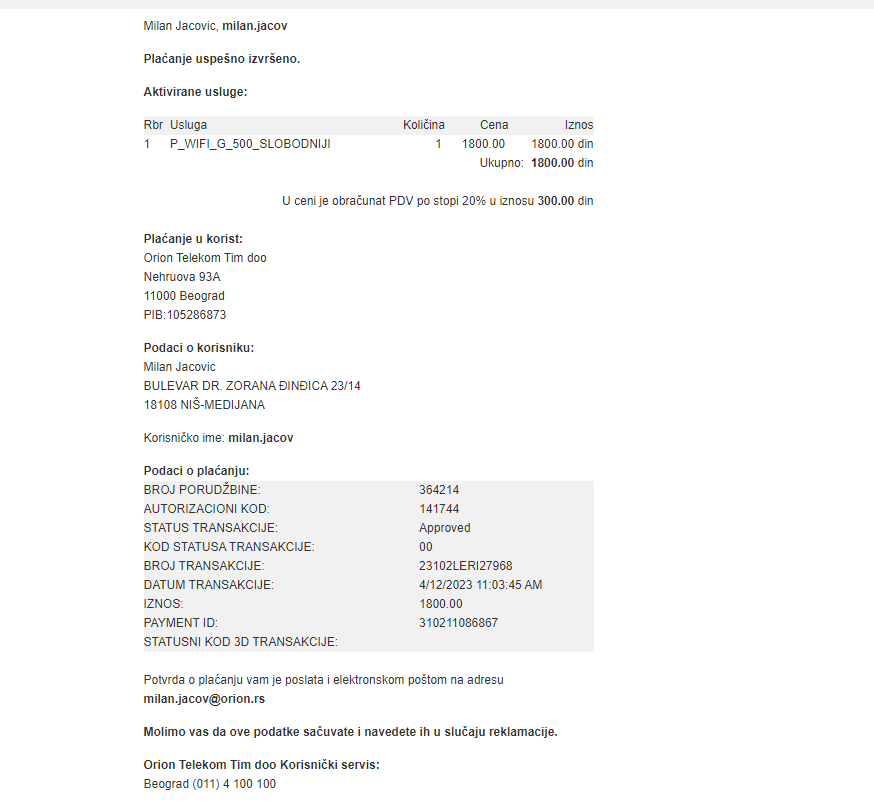 Milan Jacovic, milan.jacov
Plaćanje uspešno izvršeno.
Aktivirane usluge:
Rbr Usluga Količina Cena Iznos
1 P_WIFI_G_500_SLOBODNIJI 1 1800.00 1800.00 din
Ukupno: 1800.00 din
U ceni je obračunat PDV po stopi 20% u iznosu 300.00 din
Plaćanje u korist:
Orion Telekom Tim doo
Nehruova 93A
11000 Beograd
PIB:105286873
Podaci o korisniku:
Milan Jacovic
BULEVAR DR. ZORANA ĐINĐICA 23/14
18108 NIŠ-MEDIJANA
Korisničko ime: milan.jacov
Podaci o plaćanju:
BROJ PORUDŽBINE: 364214
AUTORIZACIONI KOD: 141744
STATUS TRANSAKCIJE: Approved
KOD STATUSA TRANSAKCIJE: 00
BROJ TRANSAKCIJE: 23102LERI27968
DATUM TRANSAKCIJE: 4/12/2023 11:03:45 AM
IZNOS: 1800.00
PAYMENT ID: 310211086867
STATUSNI KOD 3D TRANSAKCIJE:
Potvrda o plaćanju vam je poslata i elektronskom poštom na adresu
milan.jacov@orion.rs
Molimo vas da ove podatke sačuvate i navedete ih u slučaju reklamacije.
Orion Telekom Tim doo Korisnički servis:
Beograd (011) 4 100 100